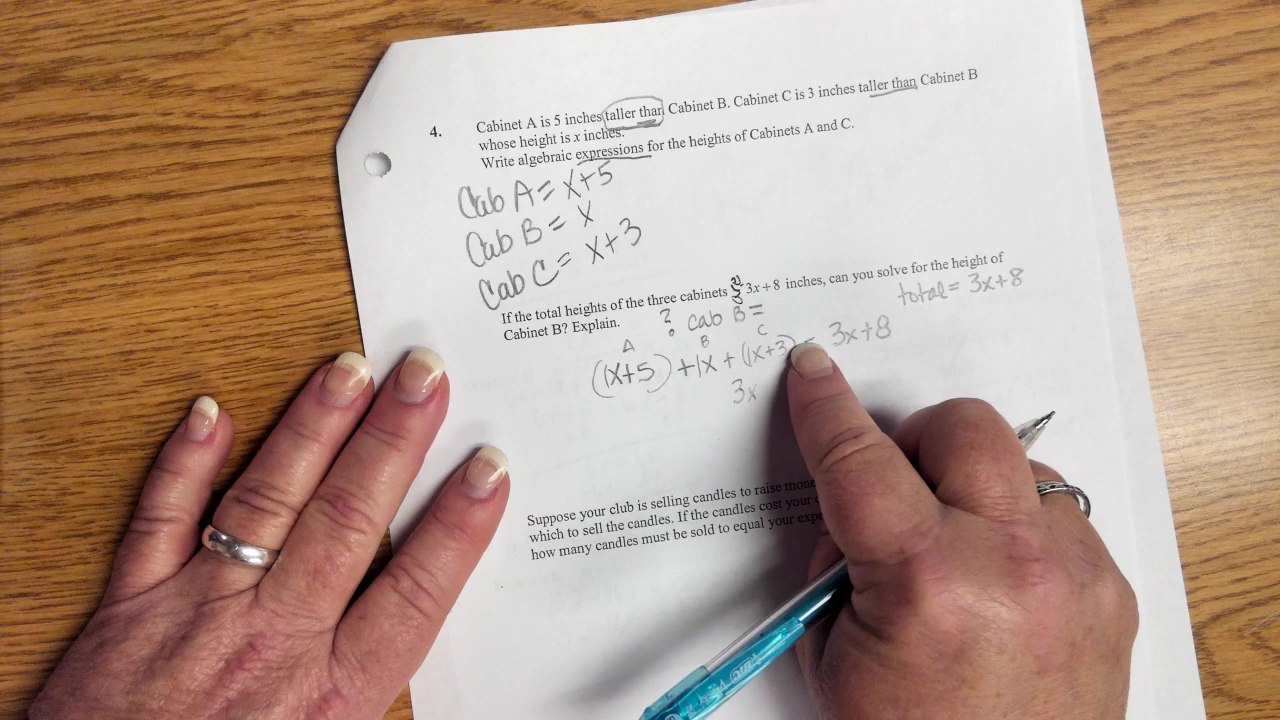 4. Cabinet A is 5 inches taller than Cabinet B. Cabinet C is 3 inches taller than Cabinet B
whose height is x inches.
Write algebraic expressions for the heights of Cabinets A and C.
Cab A = x+5
Cab B = x
Cab C = x+3
If the total heights of the three cabinets 3x + 8 inches, can you solve for the height of
Cabinet B? Explain.
total = 3x+8
? cab B =
A B C
(1x+5) + 1x + (1x+3) = 3x+8
3x
Suppose your club is selling candles to raise
which to sell the candles. If the candles cost your
how many candles must be sold to equal your
BIC